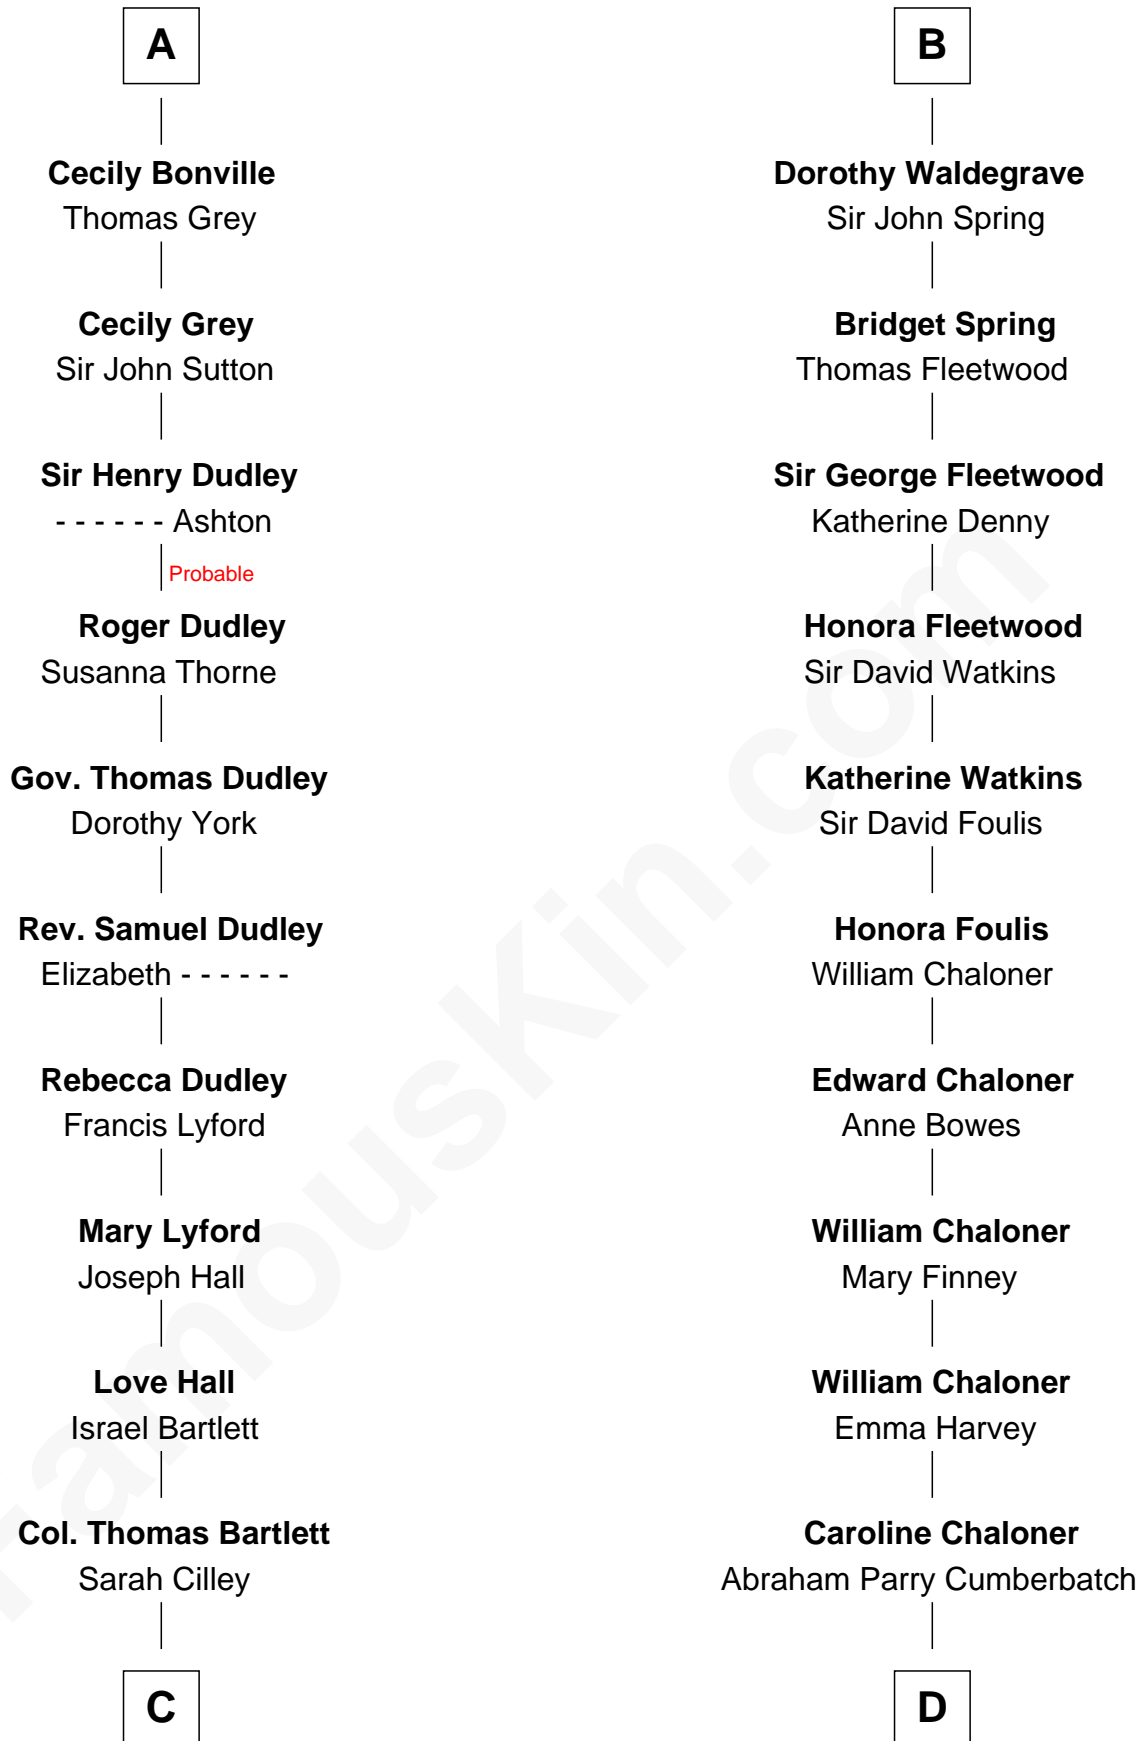 A
Cecily Bonville
Thomas Grey
Cecily Grey
Sir John Sutton
Sir Henry Dudley
- - - - - - Ashton
Probable
Roger Dudley
Susanna Thorne
Gov. Thomas Dudley
Dorothy York
Rev. Samuel Dudley
Elizabeth - - - - - -
Rebecca Dudley
Francis Lyford
Mary Lyford
Joseph Hall
Love Hall
Israel Bartlett
Col. Thomas Bartlett
Sarah Cilley
C
B
Dorothy Waldegrave
Sir John Spring
Bridget Spring
Thomas Fleetwood
Sir George Fleetwood
Katherine Denny
Honora Fleetwood
Sir David Watkins
Katherine Watkins
Sir David Foulis
Honora Foulis
William Chaloner
Edward Chaloner
Anne Bowes
William Chaloner
Mary Finney
William Chaloner
Emma Harvey
Caroline Chaloner
Abraham Parry Cumberbatch
D
FamousKin.com